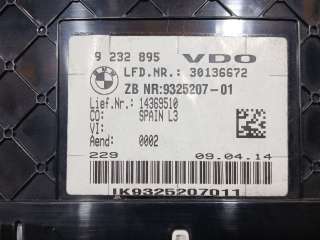 9 232 895 VDO
LFD.NR.: 30136672
ZB NR:9325207-01
Lief.Nr.: 14369510
CO: SPAIN L3
VI:
Aend: 0002
229 09.04.14
IK9325207011